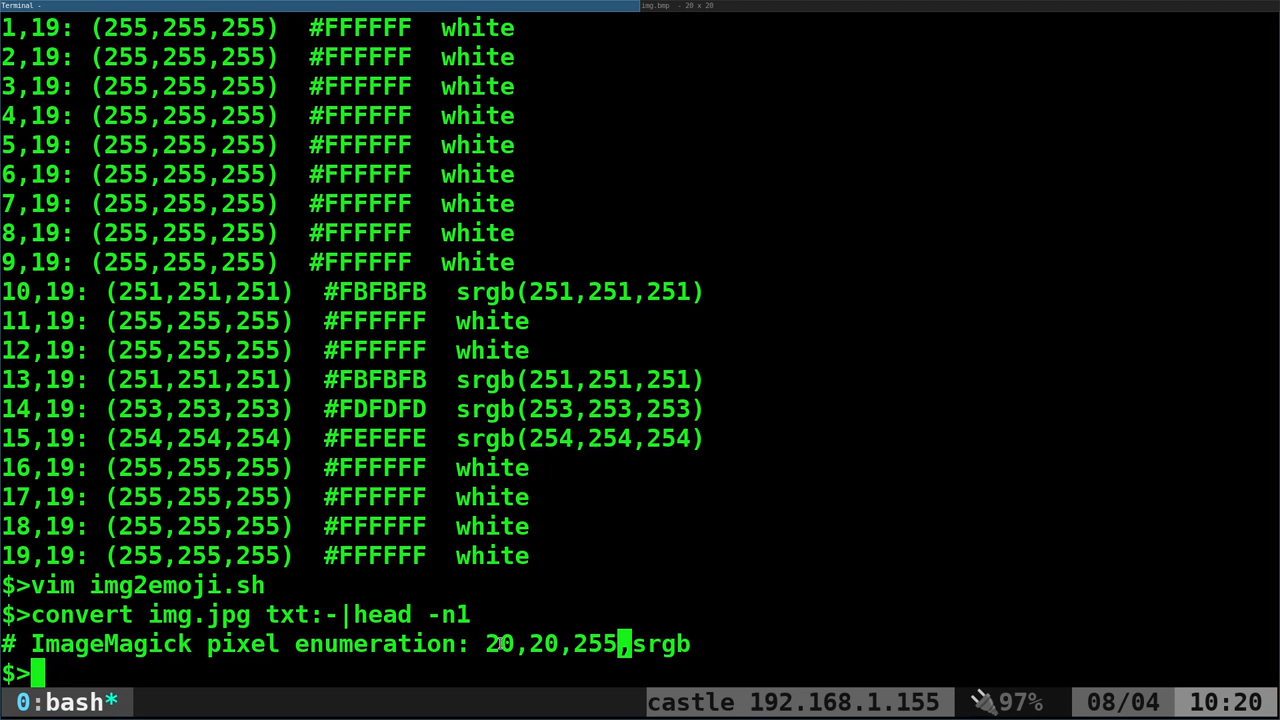 Terminal -
img.bmp - 20 x 20
1,19: (255,255,255)  #FFFFFF  white
2,19: (255,255,255)  #FFFFFF  white
3,19: (255,255,255)  #FFFFFF  white
4,19: (255,255,255)  #FFFFFF  white
5,19: (255,255,255)  #FFFFFF  white
6,19: (255,255,255)  #FFFFFF  white
7,19: (255,255,255)  #FFFFFF  white
8,19: (255,255,255)  #FFFFFF  white
9,19: (255,255,255)  #FFFFFF  white
10,19: (251,251,251)  #FBFBFB  srgb(251,251,251)
11,19: (255,255,255)  #FFFFFF  white
12,19: (255,255,255)  #FFFFFF  white
13,19: (251,251,251)  #FBFBFB  srgb(251,251,251)
14,19: (253,253,253)  #FDFDFD  srgb(253,253,253)
15,19: (254,254,254)  #FEFEFE  srgb(254,254,254)
16,19: (255,255,255)  #FFFFFF  white
17,19: (255,255,255)  #FFFFFF  white
18,19: (255,255,255)  #FFFFFF  white
19,19: (255,255,255)  #FFFFFF  white
$>vim img2emoji.sh
$>convert img.jpg txt:-|head -n1
# ImageMagick pixel enumeration: 20,20,255,srgb
$>
0:bash* castle 192.168.1.155 97% 08/04 10:20